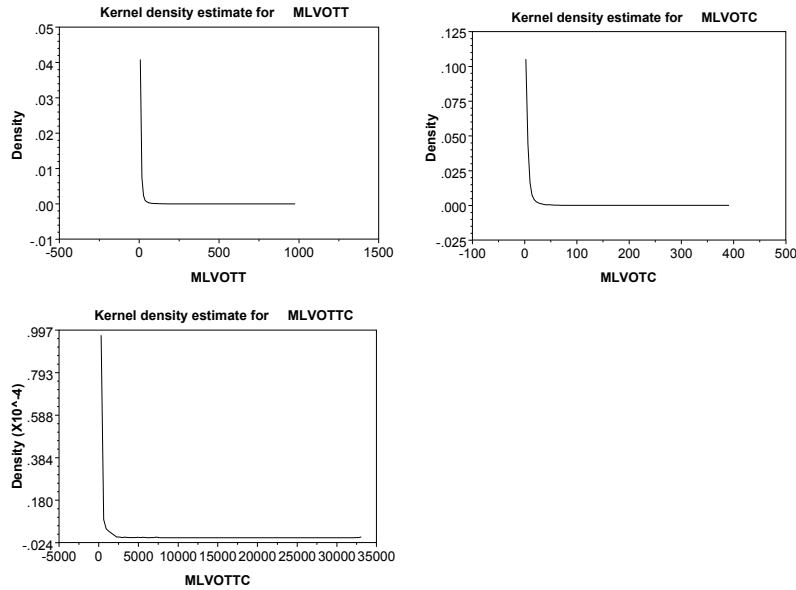 Kernel density estimate for MLVOTT
.05
.04
.03
.02
.01
.00
-.01
Density
-500 0 500 1000 1500
MLVOTT
Kernel density estimate for MLVOTC
.125
.100
.075
.050
.025
.000
-.025
Density
-100 0 100 200 300 400 500
MLVOTC
Kernel density estimate for MLVOTTC
.997
.793
.588
.384
.180
-.024
Density (X10^-4)
-5000 0 5000 10000 15000 20000 25000 30000 35000
MLVOTTC